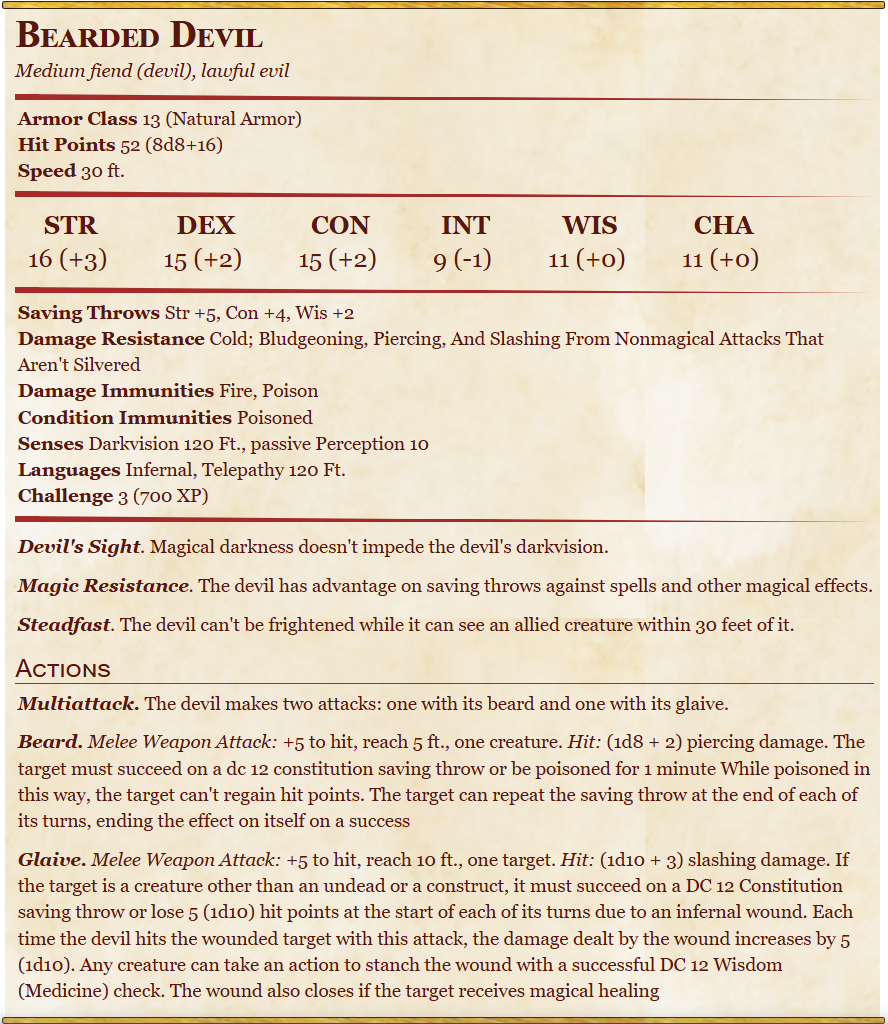 Bearded Devil
Medium fiend (devil), lawful evil
Armor Class 13 (Natural Armor)
Hit Points 52 (8d8+16)
Speed 30 ft.
STR DEX CON INT WIS CHA
16 (+3) 15 (+2) 15 (+2) 9 (-1) 11 (+0) 11 (+0)
Saving Throws Str +5, Con +4, Wis +2
Damage Resistance Cold; Bludgeoning, Piercing, And Slashing From Nonmagical Attacks That
Aren't Silvered
Damage Immunities Fire, Poison
Condition Immunities Poisoned
Senses Darkvision 120 Ft., passive Perception 10
Languages Infernal, Telepathy 120 Ft.
Challenge 3 (700 XP)
Devil's Sight. Magical darkness doesn't impede the devil's darkvision.
Magic Resistance. The devil has advantage on saving throws against spells and other magical effects.
Steadfast. The devil can't be frightened while it can see an allied creature within 30 feet of it.
Actions
Multiattack. The devil makes two attacks: one with its beard and one with its glaive.
Beard. Melee Weapon Attack: +5 to hit, reach 5 ft., one creature. Hit: (1d8 + 2) piercing damage. The
target must succeed on a dc 12 constitution saving throw or be poisoned for 1 minute While poisoned in
this way, the target can't regain hit points. The target can repeat the saving throw at the end of each of
its turns, ending the effect on itself on a success
Glaive. Melee Weapon Attack: +5 to hit, reach 10 ft., one target. Hit: (1d10 + 3) slashing damage. If
the target is a creature other than an undead or a construct, it must succeed on a DC 12 Constitution
saving throw or lose 5 (1d10) hit points at the start of each of its turns due to an infernal wound. Each
time the devil hits the wounded target with this attack, the damage dealt by the wound increases by 5
(1d10). Any creature can take an action to stanch the wound with a successful DC 12 Wisdom
(Medicine) check. The wound also closes if the target receives magical healing